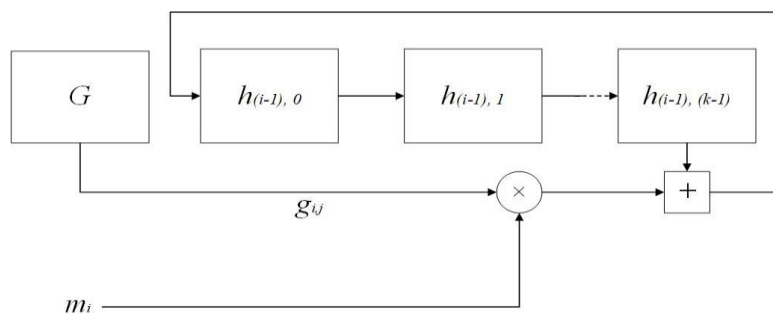 G
h(i-1), 0
h(i-1), 1
h(i-1), (k-1)
×
+
gi,j
mi